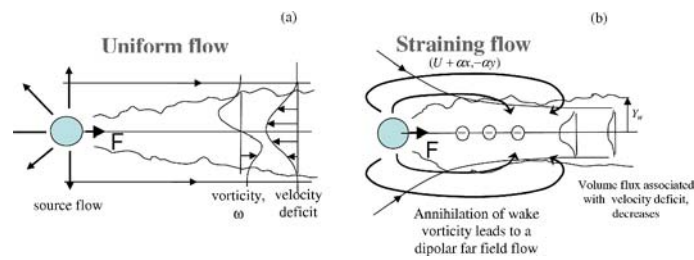 (a)
Uniform flow
F
source flow
vorticity,
ω
velocity
deficit
(b)
Straining flow
(U + αx,-αy)
Y_w
F
Volume flux associated
with velocity deficit,
decreases
Annihilation of wake
vorticity leads to a
dipolar far field flow